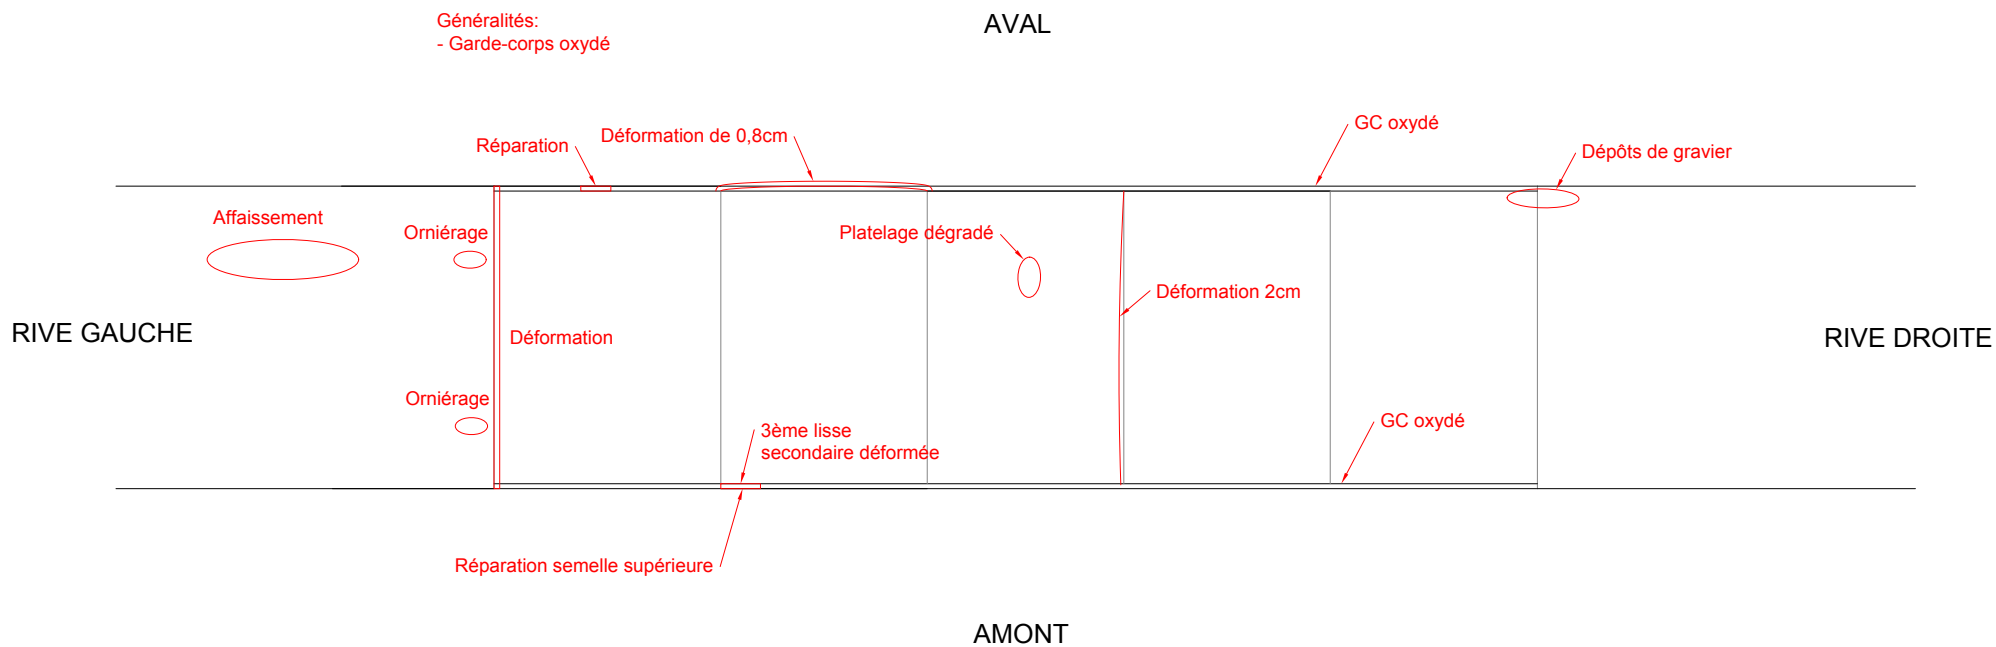 Généralités:
- Garde-corps oxydé
AVAL
GC oxydé
Déformation de 0,8cm
Réparation
Dépôts de gravier
Affaissement
Orniérage
Platelage dégradé
Déformation 2cm
RIVE GAUCHE
Déformation
RIVE DROITE
Orniérage
GC oxydé
3ème lisse
secondaire déformée
Réparation semelle supérieure
AMONT